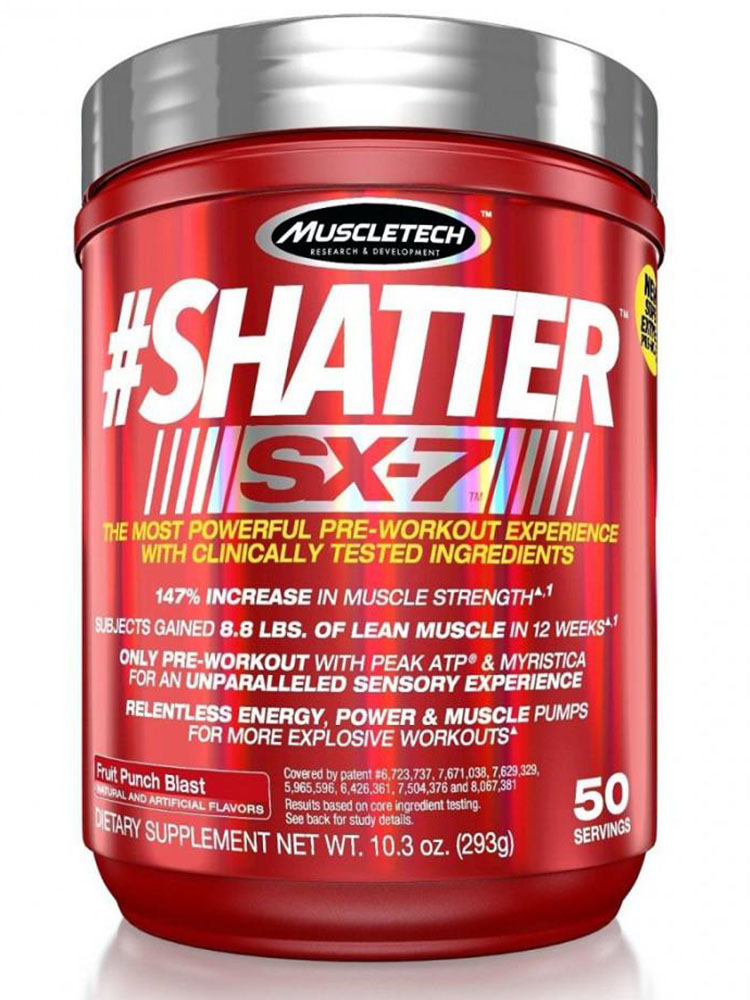 MUSCLETECH™
RESEARCH & DEVELOPMENT
#SHATTER™
SX-7™
THE MOST POWERFUL PRE-WORKOUT EXPERIENCE
WITH CLINICALLY TESTED INGREDIENTS
147% INCREASE IN MUSCLE STRENGTH▲,1
SUBJECTS GAINED 8.8 LBS. OF LEAN MUSCLE IN 12 WEEKS▲,1
ONLY PRE-WORKOUT WITH PEAK ATP® & MYRISTICA
FOR AN UNPARALLELED SENSORY EXPERIENCE
RELENTLESS ENERGY, POWER & MUSCLE PUMPS
FOR MORE EXPLOSIVE WORKOUTS▲
Fruit Punch Blast
NATURAL AND ARTIFICIAL FLAVORS
Covered by patent #6,723,737, 7,671,038, 7,629,329,
5,965,596, 6,426,361, 7,504,376 and 8,067,381
Results based on core ingredient testing.
See back for study details.
50
SERVINGS
DIETARY SUPPLEMENT NET WT. 10.3 oz. (293g)